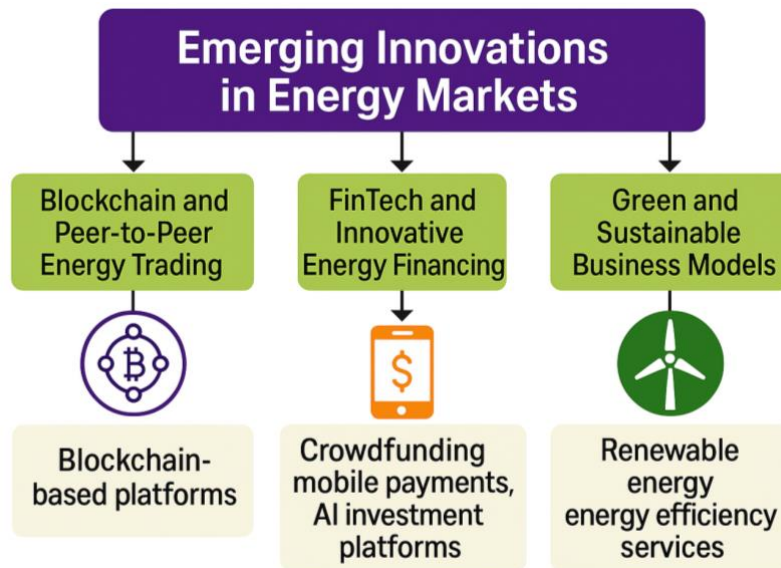 Emerging Innovations
in Energy Markets
Blockchain and
Peer-to-Peer
Energy Trading
FinTech and
Innovative
Energy Financing
Green and
Sustainable
Business Models
B
$
Blockchain-
based platforms
Crowdfunding
mobile payments,
AI investment
platforms
Renewable
energy
energy efficiency
services